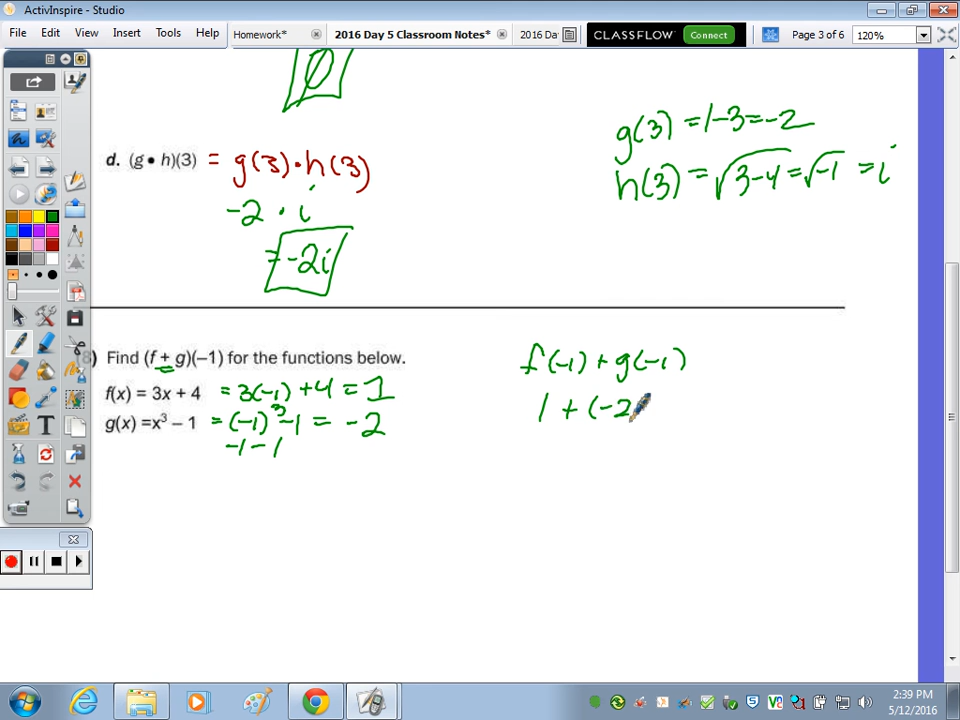 ActivInspire - Studio
File Edit View Insert Tools Help
Homework*
2016 Day 5 Classroom Notes*
2016 Da
CLASSFLOW Connect
Page 3 of 6
120%
0
g(3) = 1-3=-2
h(3) = √3-4 = √-1 = i
d. (g • h)(3) = g(3)·h(3)
-2 · i
= -2i
8) Find (f + g)(−1) for the functions below.
f(x) = 3x + 4 = 3(-1) +4 = 1
g(x) =x³ − 1 = (-1)³ -1 = -2
-1 - 1
f(-1) + g(-1)
1 + (-2
2:39 PM
5/12/2016